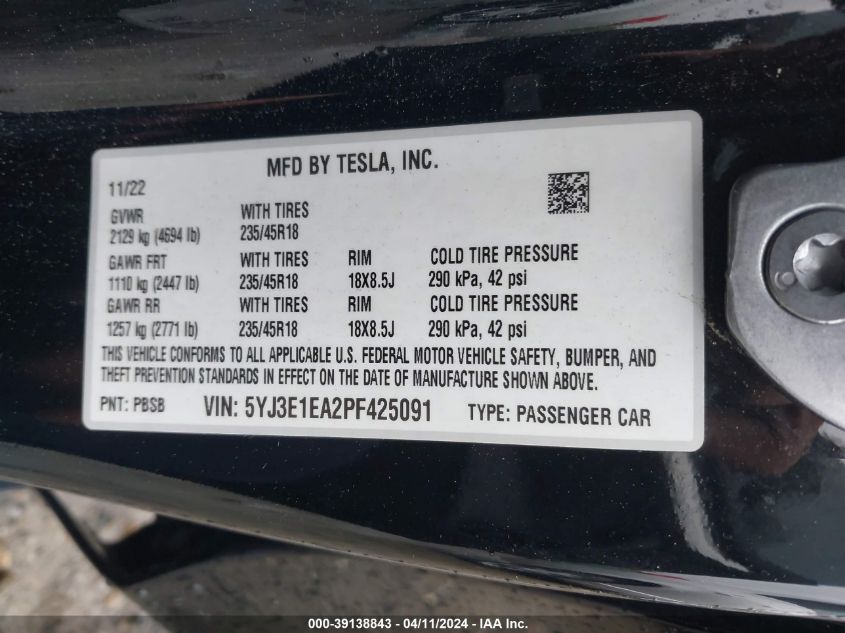 MFD BY TESLA, INC.
11/22
GVWR WITH TIRES
2129 kg (4694 lb) 235/45R18
GAWR FRT WITH TIRES RIM COLD TIRE PRESSURE
1110 kg (2447 lb) 235/45R18 18X8.5J 290 kPa, 42 psi
GAWR RR WITH TIRES RIM COLD TIRE PRESSURE
1257 kg (2771 lb) 235/45R18 18X8.5J 290 kPa, 42 psi
THIS VEHICLE CONFORMS TO ALL APPLICABLE U.S. FEDERAL MOTOR VEHICLE SAFETY, BUMPER, AND
THEFT PREVENTION STANDARDS IN EFFECT ON THE DATE OF MANUFACTURE SHOWN ABOVE.
PNT: PBSB VIN: 5YJ3E1EA2PF425091 TYPE: PASSENGER CAR
000-39138843 - 04/11/2024 - IAA Inc.